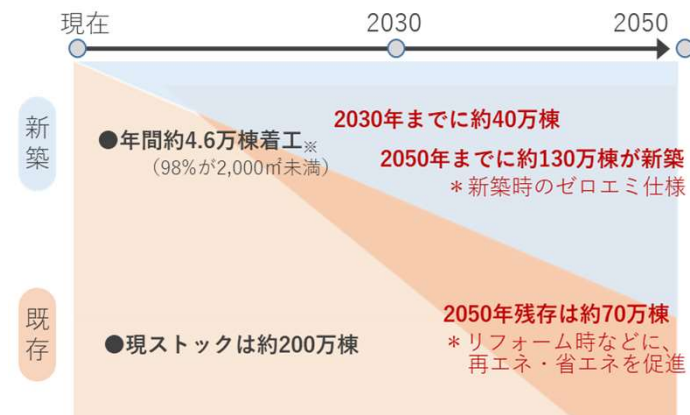 現在
2030
2050
新築
●年間約4.6万棟着工※
（98%が2,000㎡未満）
2030年までに約40万棟
2050年までに約130万棟が新築
＊新築時のゼロエミ仕様
既存
●現ストックは約200万棟
2050年残存は約70万棟
＊リフォーム時などに、
再エネ・省エネを促進